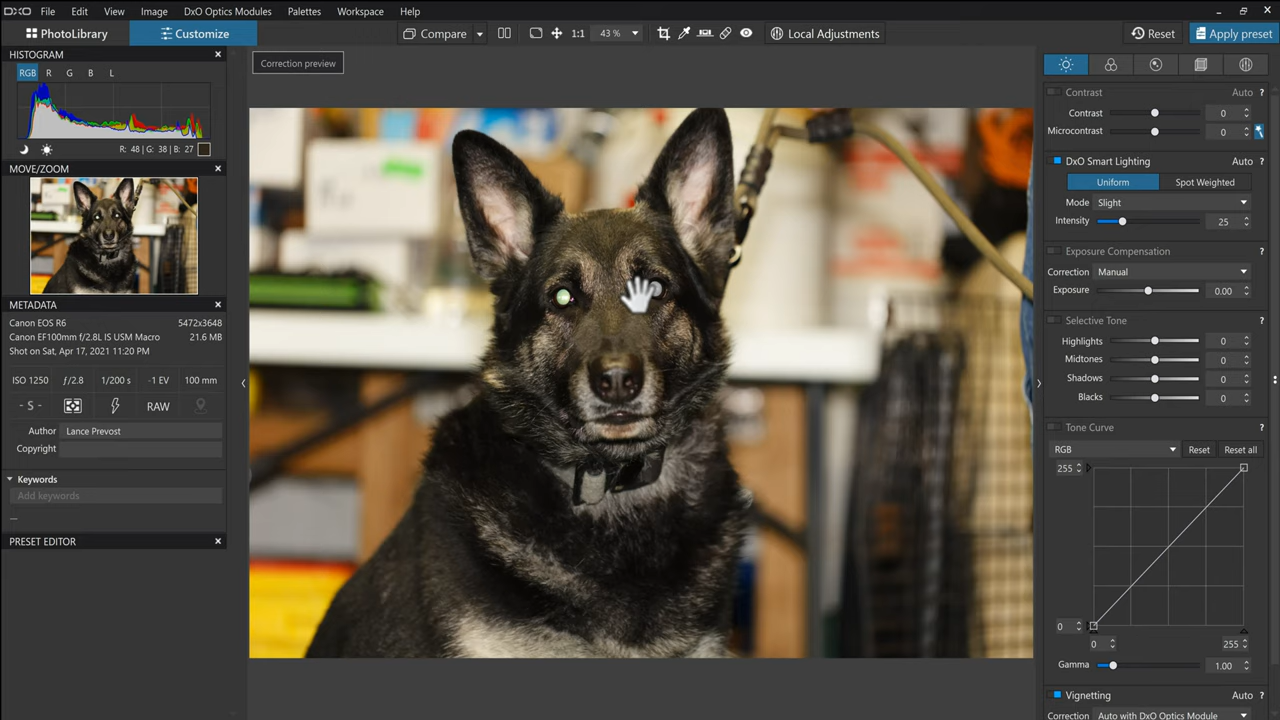 DxO File Edit View Image DxO Optics Modules Palettes Workspace Help
PhotoLibrary Customize Compare 1:1 43 % Local Adjustments Reset Apply preset
HISTOGRAM
RGB R G B L
R: 48 | G: 38 | B: 27
MOVE/ZOOM
METADATA
Canon EOS R6 5472x3648
Canon EF100mm f/2.8L IS USM Macro 21.6 MB
Shot on Sat, Apr 17, 2021 11:20 PM
ISO 1250 ƒ/2.8 1/200 s -1 EV 100 mm
- S - RAW
Author Lance Prevost
Copyright
Keywords
Add keywords
—
PRESET EDITOR
Correction preview
Contrast Auto ?
Contrast 0
Microcontrast 0
DxO Smart Lighting Auto ?
Uniform Spot Weighted
Mode Slight
Intensity 25
Exposure Compensation ?
Correction Manual
Exposure 0.00
Selective Tone ?
Highlights 0
Midtones 0
Shadows 0
Blacks 0
Tone Curve ?
RGB Reset Reset all
255
0
0 255
Gamma 1.00
Vignetting Auto ?
Correction Auto with DxO Optics Module